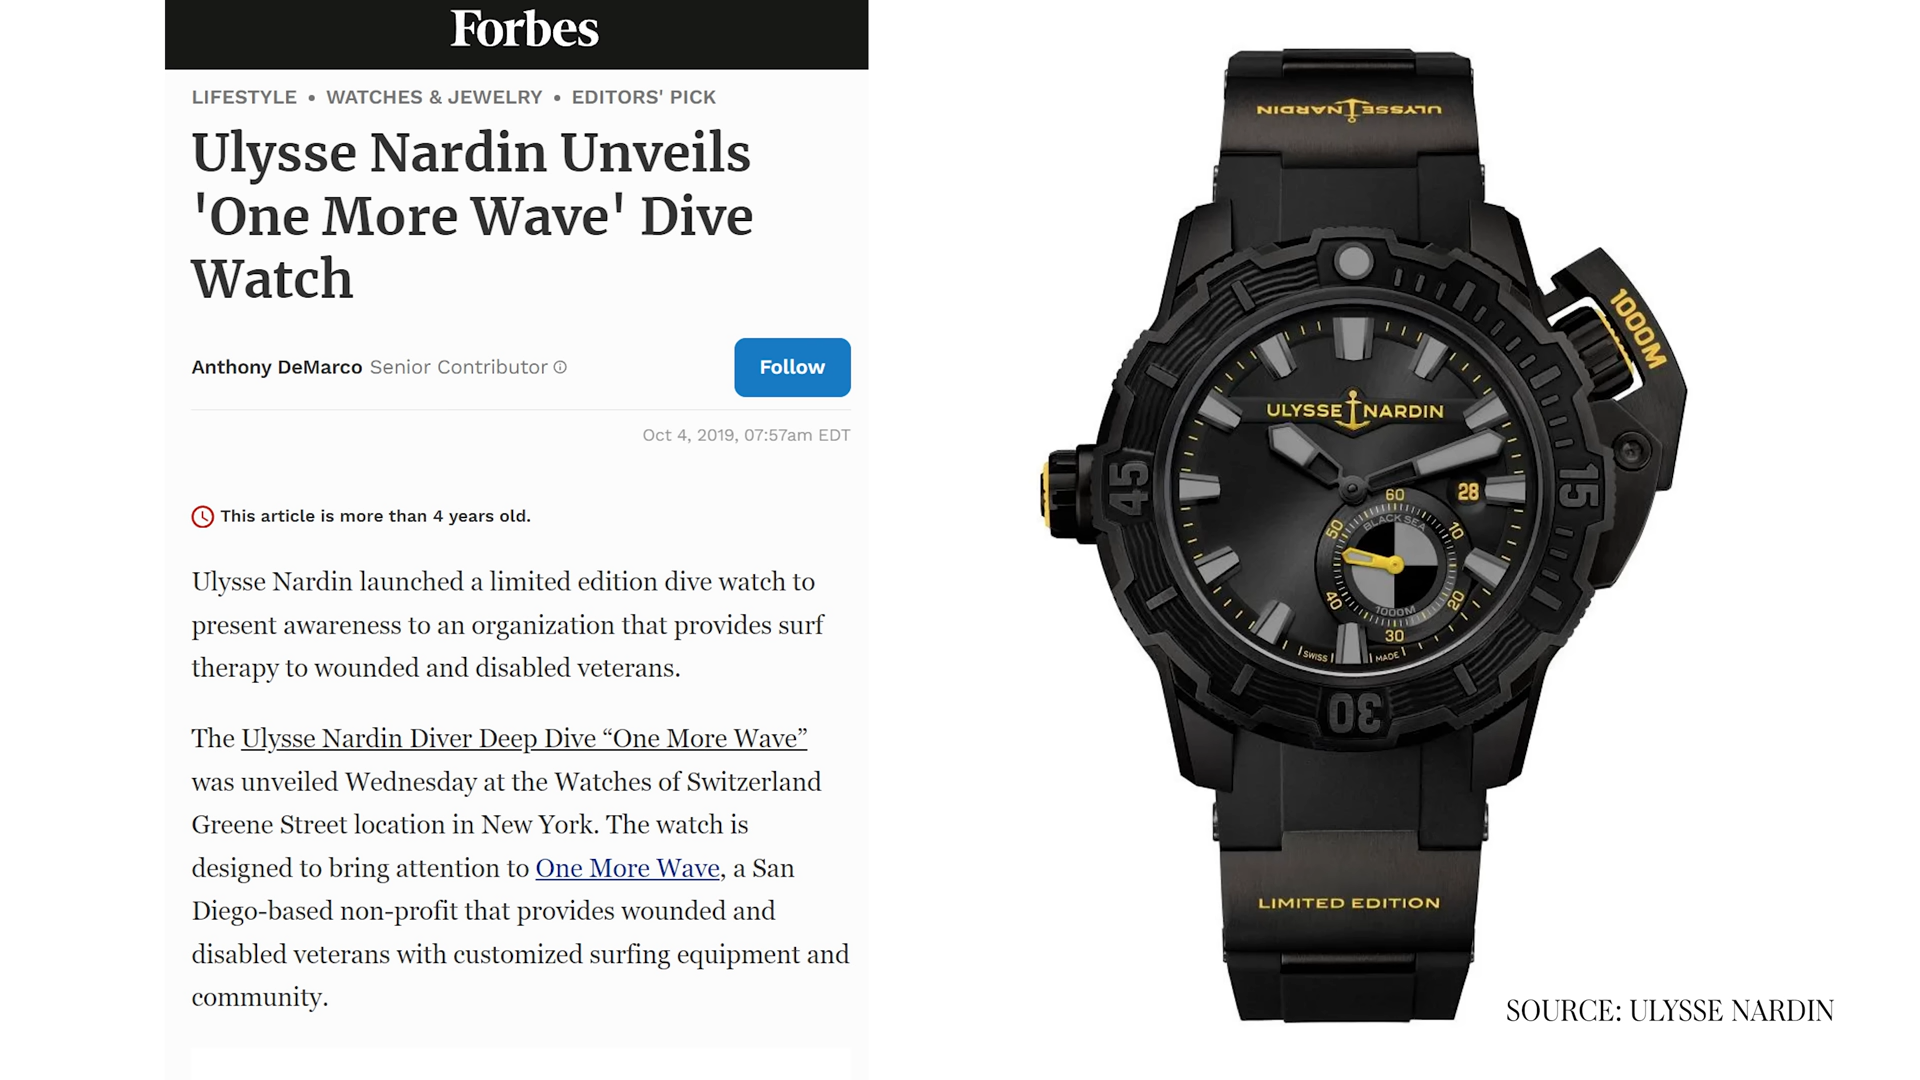 Forbes
LIFESTYLE • WATCHES & JEWELRY • EDITORS' PICK
Ulysse Nardin Unveils
'One More Wave' Dive
Watch
Anthony DeMarco Senior Contributor
Follow
Oct 4, 2019, 07:57am EDT
This article is more than 4 years old.
Ulysse Nardin launched a limited edition dive watch to
present awareness to an organization that provides surf
therapy to wounded and disabled veterans.
The Ulysse Nardin Diver Deep Dive “One More Wave”
was unveiled Wednesday at the Watches of Switzerland
Greene Street location in New York. The watch is
designed to bring attention to One More Wave, a San
Diego-based non-profit that provides wounded and
disabled veterans with customized surfing equipment and
community.
ULYSSE NARDIN
1000M
ULYSSE NARDIN
45
15
28
60
50
10
BLACK SEA
40
20
1000M
30
SWISS MADE
30
LIMITED EDITION
SOURCE: ULYSSE NARDIN